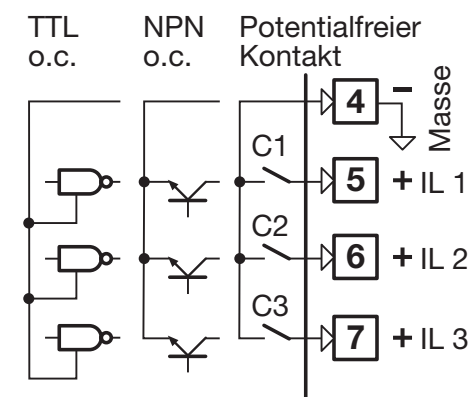 TTL
o.c.
NPN
o.c.
Potentialfreier
Kontakt
4 −
Masse
C1
5 + IL 1
C2
6 + IL 2
C3
7 + IL 3